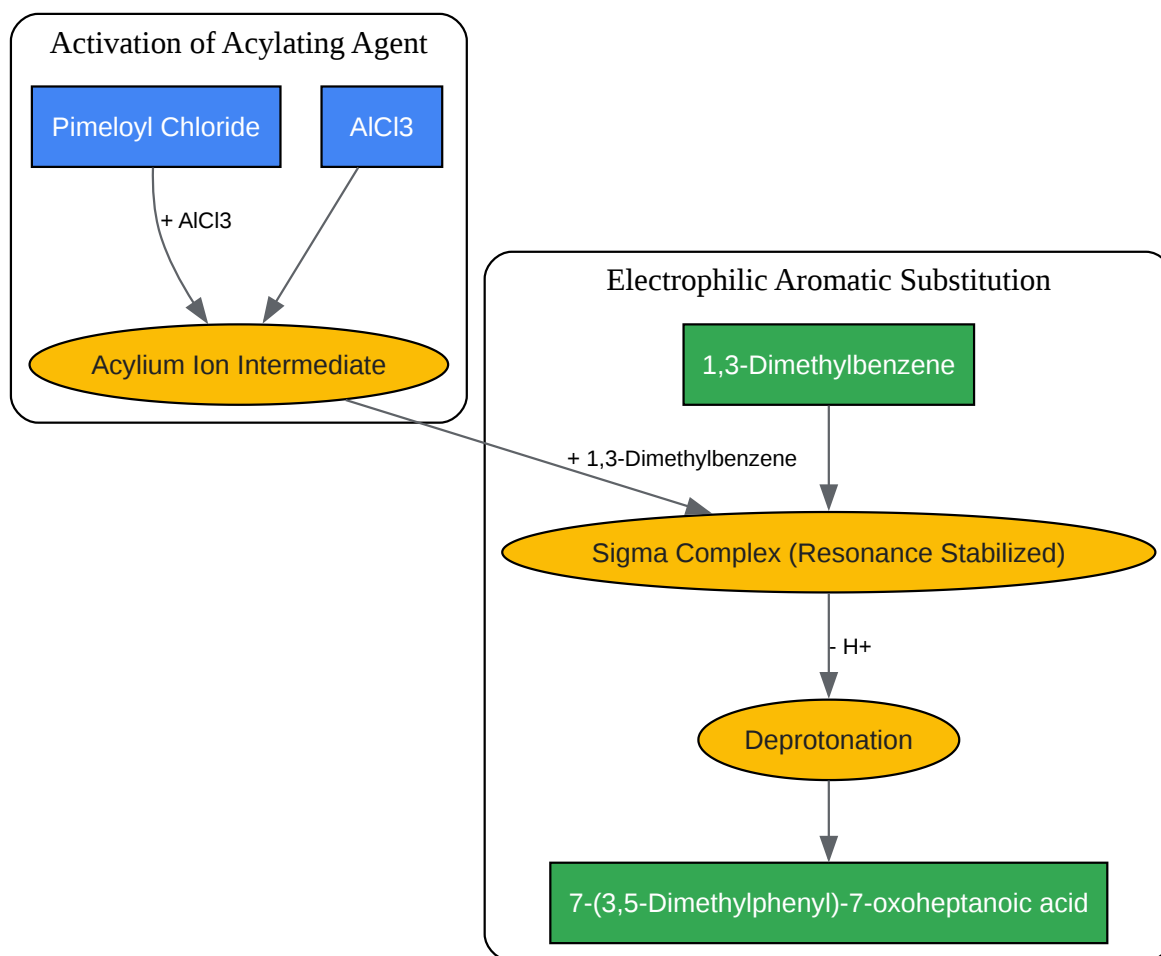 Activation of Acylating Agent
Pimeloyl Chloride
AlCl3
+ AlCl3
Acylium Ion Intermediate
Electrophilic Aromatic Substitution
1,3-Dimethylbenzene
+ 1,3-Dimethylbenzene
Sigma Complex (Resonance Stabilized)
- H+
Deprotonation
7-(3,5-Dimethylphenyl)-7-oxoheptanoic acid